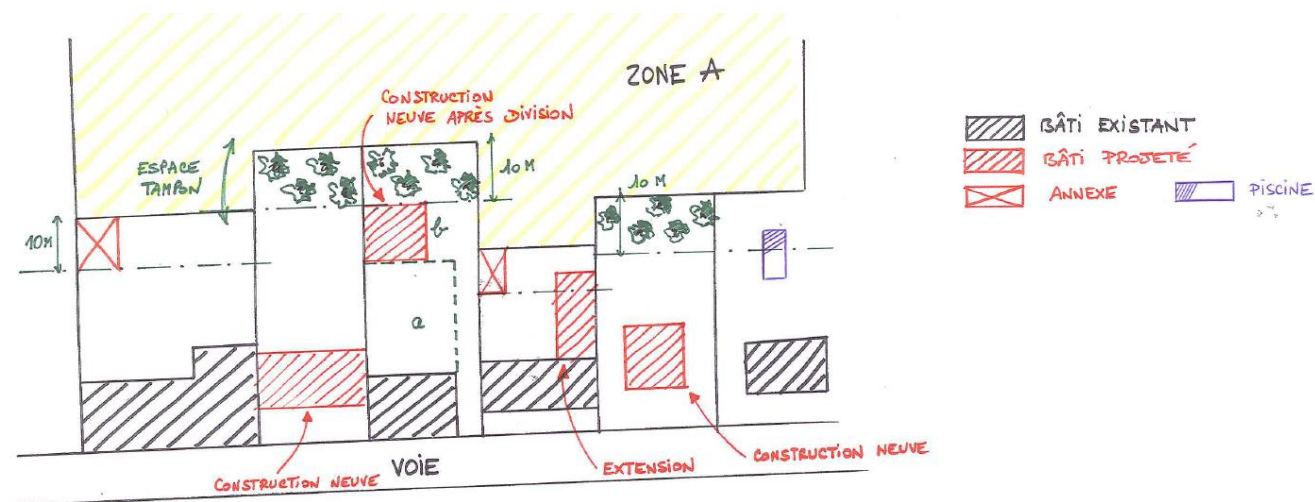 ZONE A
CONSTRUCTION
NEUVE APRÈS DIVISION
ESPACE
TAMPON
10 M
10 M
10M
b
a
CONSTRUCTION NEUVE
VOIE
EXTENSION
CONSTRUCTION NEUVE
BÂTI EXISTANT
BÂTI PROJETÉ
ANNEXE
PISCINE